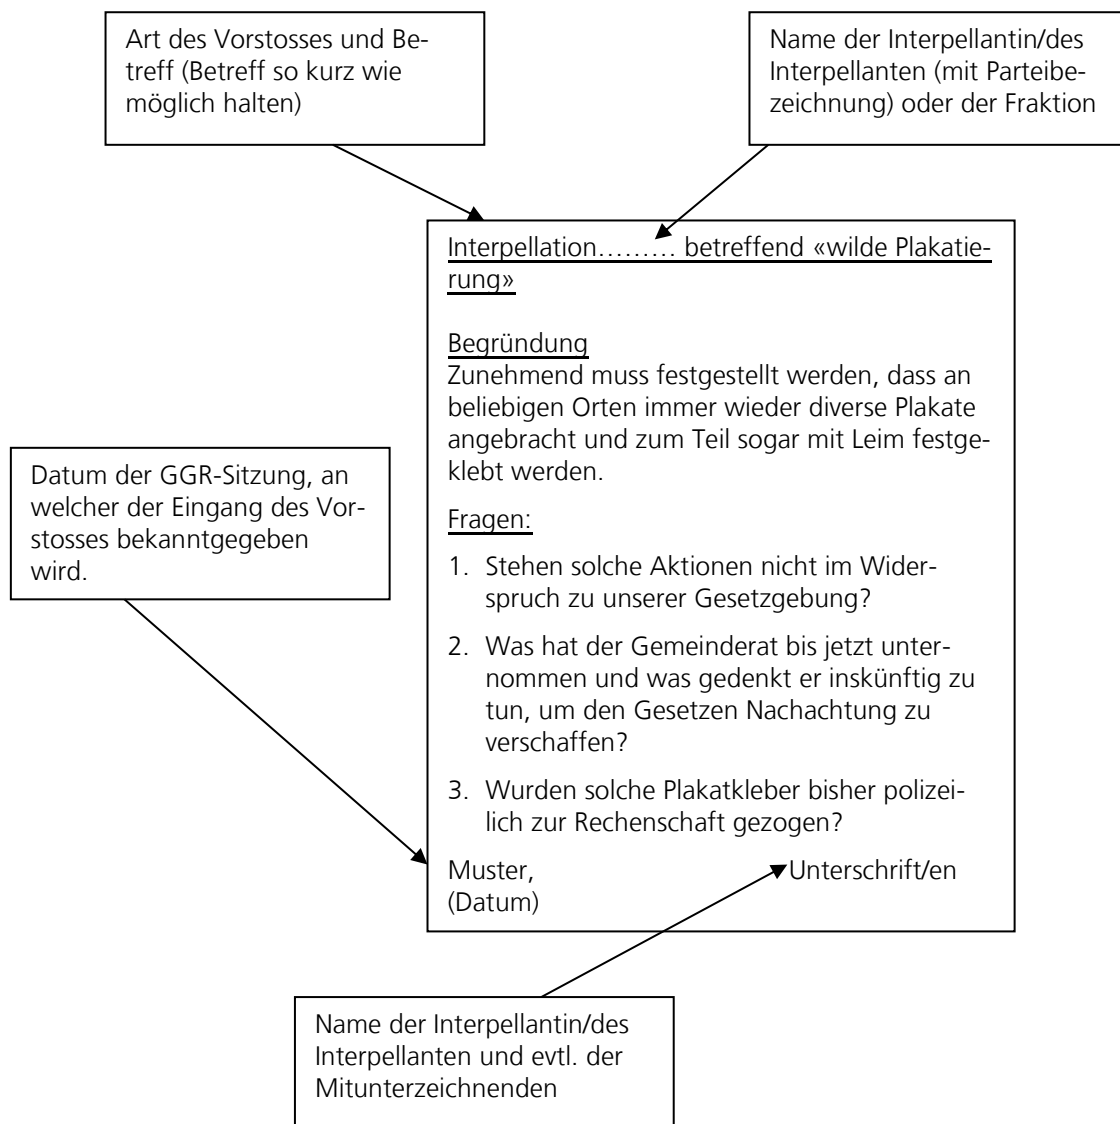 Art des Vorstosses und Be-
treff (Betreff so kurz wie
möglich halten)
Name der Interpellantin/des
Interpellanten (mit Parteibe-
zeichnung) oder der Fraktion
Interpellation......... betreffend «wilde Plakatie-
rung»
Begründung
Zunehmend muss festgestellt werden, dass an
beliebigen Orten immer wieder diverse Plakate
angebracht und zum Teil sogar mit Leim festge-
klebt werden.
Datum der GGR-Sitzung, an
welcher der Eingang des Vor-
stosses bekanntgegeben
wird.
Fragen:
1. Stehen solche Aktionen nicht im Wider-
spruch zu unserer Gesetzgebung?
2. Was hat der Gemeinderat bis jetzt unter-
nommen und was gedenkt er inskünftig zu
tun, um den Gesetzen Nachachtung zu
verschaffen?
3. Wurden solche Plakatkleber bisher polizei-
lich zur Rechenschaft gezogen?
Muster, Unterschrift/en
(Datum)
Name der Interpellantin/des
Interpellanten und evtl. der
Mitunterzeichnenden